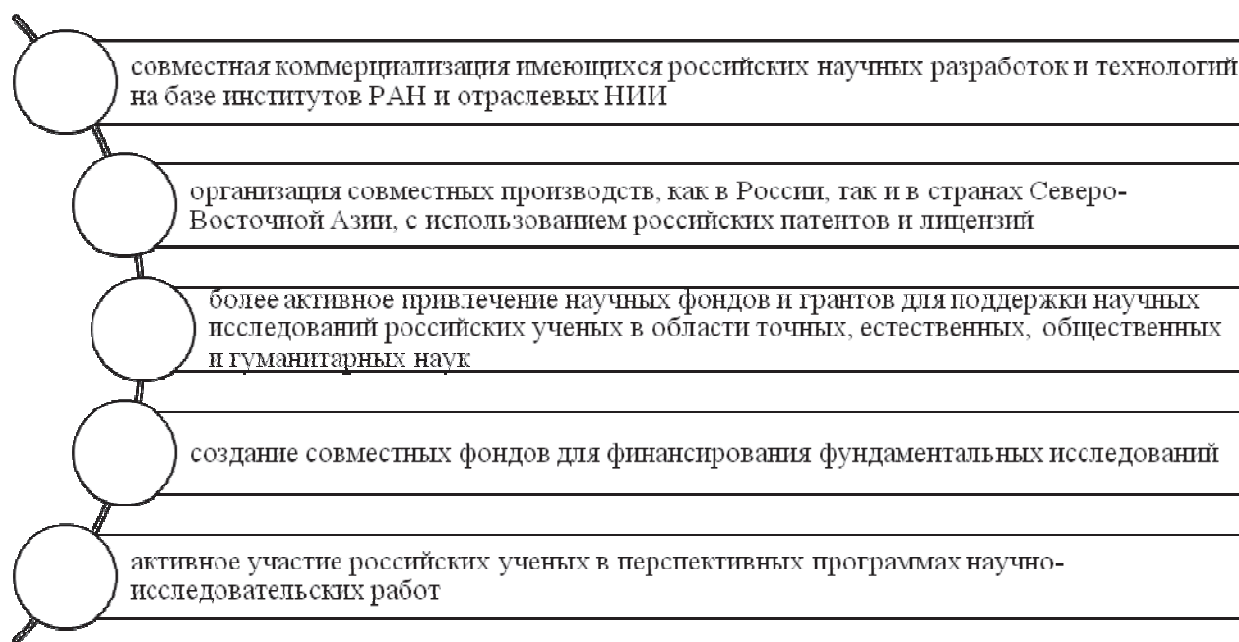 совместная коммерциализация имеющихся российских научных разработок и технологий
на базе институтов РАН и отраслевых НИИ
организация совместных производств, как в России, так и в странах Северо-
Восточной Азии, с использованием российских патентов и лицензий
более активное привлечение научных фондов и грантов для поддержки научных
исследований российских ученых в области точных, естественных, общественных
и гуманитарных наук
создание совместных фондов для финансирования фундаментальных исследований
активное участие российских ученых в перспективных программах научно-
исследовательских работ